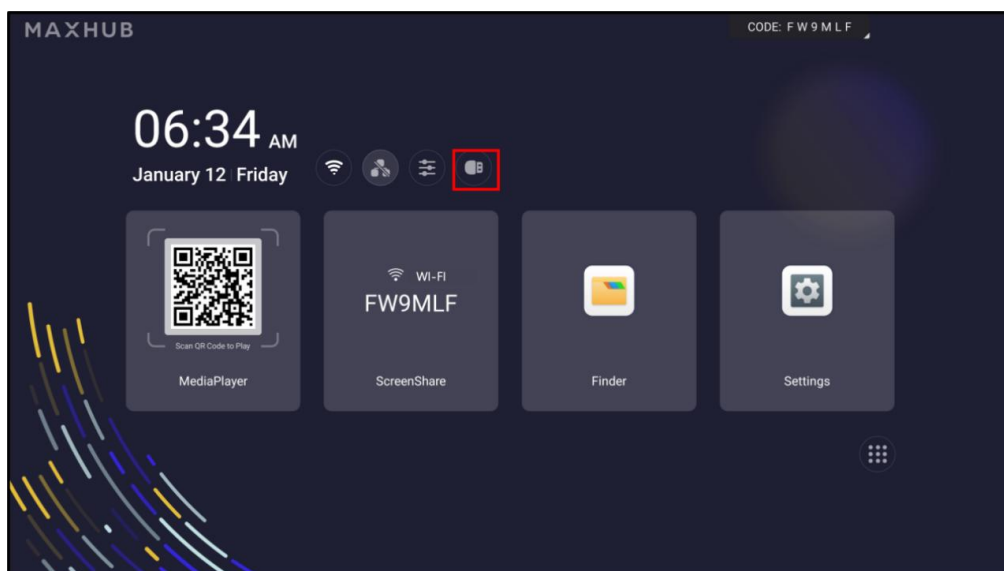 MAXHUB
CODE: F W 9 M L F
06:34 AM
January 12 Friday
B
Scan QR Code to Play
MediaPlayer
WI-FI
FW9MLF
ScreenShare
Finder
Settings